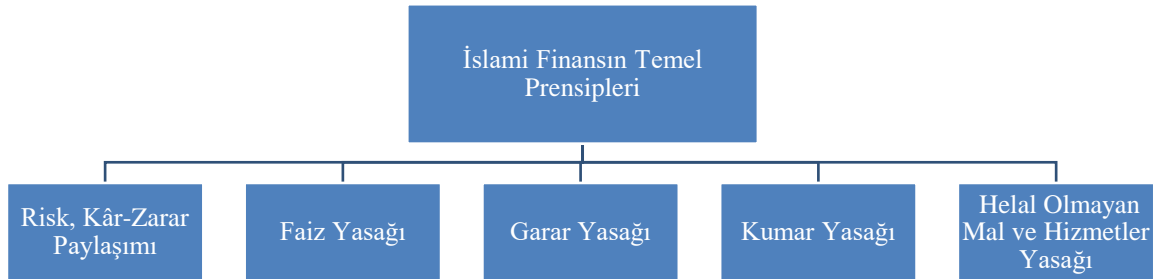 İslami Finansın Temel
Prensipleri
Risk, Kâr-Zarar
Paylaşımı
Faiz Yasağı
Garar Yasağı
Kumar Yasağı
Helal Olmayan
Mal ve Hizmetler
Yasağı